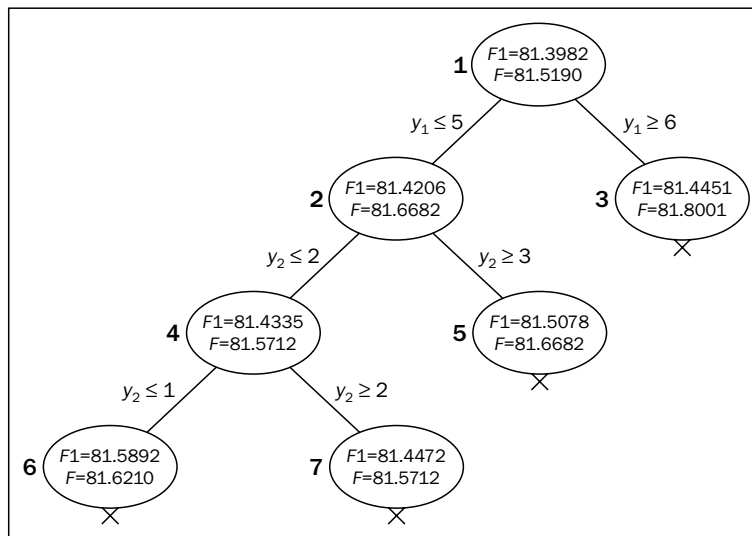 1
F1=81.3982
F=81.5190
y₁ ≤ 5
y₁ ≥ 6
2
F1=81.4206
F=81.6682
3
F1=81.4451
F=81.8001
y₂ ≤ 2
y₂ ≥ 3
4
F1=81.4335
F=81.5712
5
F1=81.5078
F=81.6682
y₂ ≤ 1
y₂ ≥ 2
6
F1=81.5892
F=81.6210
7
F1=81.4472
F=81.5712